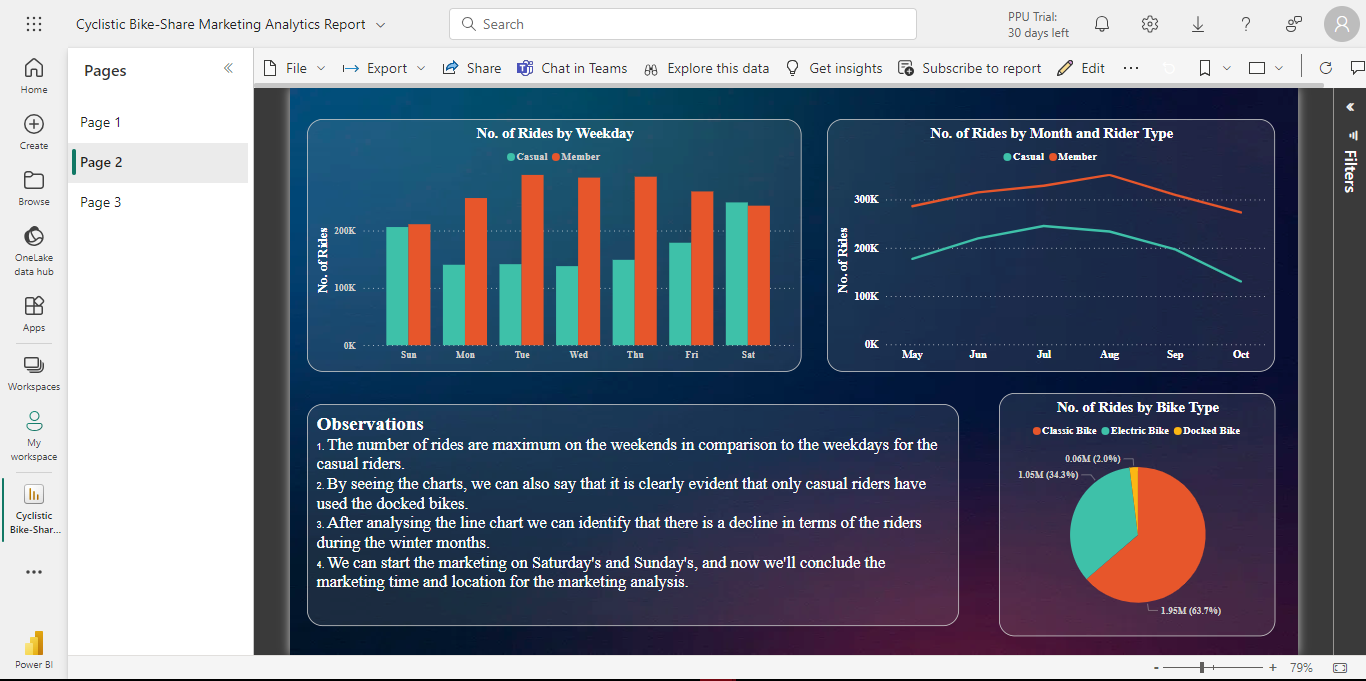 Cyclistic Bike-Share Marketing Analytics Report
Search
PPU Trial:
30 days left
Home
Create
Browse
OneLake
data hub
Apps
Workspaces
My
workspace
Cyclistic
Bike-Shar...
Power BI
Pages
Page 1
Page 2
Page 3
File
Export
Share
Chat in Teams
Explore this data
Get insights
Subscribe to report
Edit
No. of Rides by Weekday
Casual Member
No. of Rides
200K
100K
0K
Sun Mon Tue Wed Thu Fri Sat
No. of Rides by Month and Rider Type
Casual Member
No. of Rides
300K
200K
100K
0K
May Jun Jul Aug Sep Oct
Observations
1. The number of rides are maximum on the weekends in comparison to the weekdays for the
casual riders.
2. By seeing the charts, we can also say that it is clearly evident that only casual riders have
used the docked bikes.
3. After analysing the line chart we can identify that there is a decline in terms of the riders
during the winter months.
4. We can start the marketing on Saturday's and Sunday's, and now we'll conclude the
marketing time and location for the marketing analysis.
No. of Rides by Bike Type
Classic Bike Electric Bike Docked Bike
0.06M (2.0%)
1.05M (34.3%)
1.95M (63.7%)
Filters
- + 79%